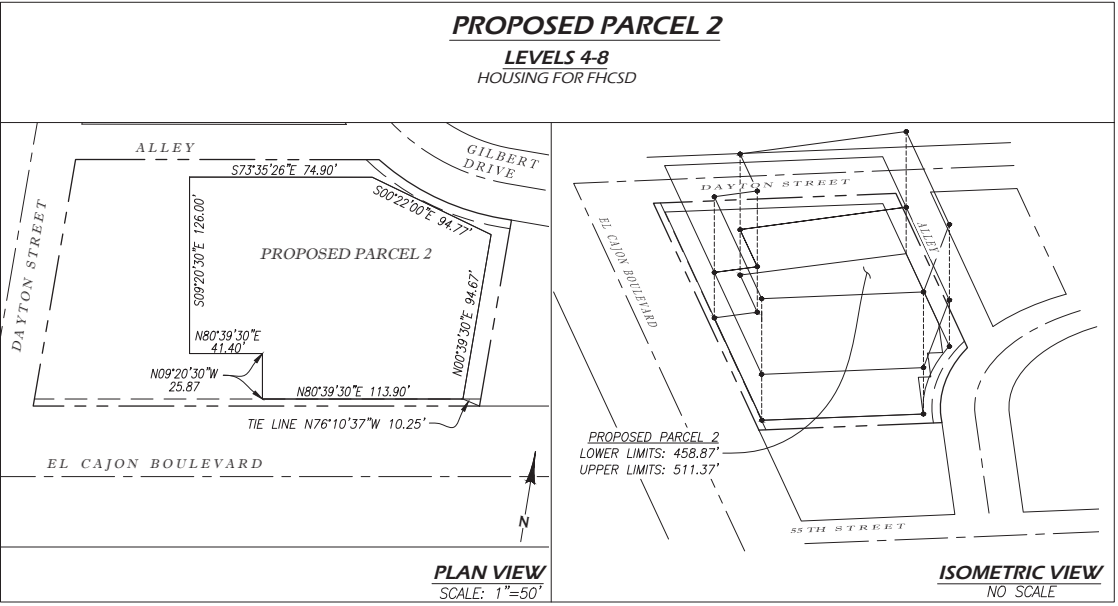 PROPOSED PARCEL 2
LEVELS 4-8
HOUSING FOR FHCSD
ALLEY
GILBERT
DRIVE
S73°35'26"E 74.90'
S00°22'00"E 94.77'
DAYTON STREET
S09°20'30"E 126.00'
PROPOSED PARCEL 2
N00°39'30"E 94.67'
N80°39'30"E
41.40'
N09°20'30"W
25.87
N80°39'30"E 113.90'
TIE LINE N76°10'37"W 10.25'
EL CAJON BOULEVARD
N
PLAN VIEW
SCALE: 1"=50'
DAYTON STREET
EL CAJON BOULEVARD
ALLEY
PROPOSED PARCEL 2
LOWER LIMITS: 458.87'
UPPER LIMITS: 511.37'
55TH STREET
ISOMETRIC VIEW
NO SCALE